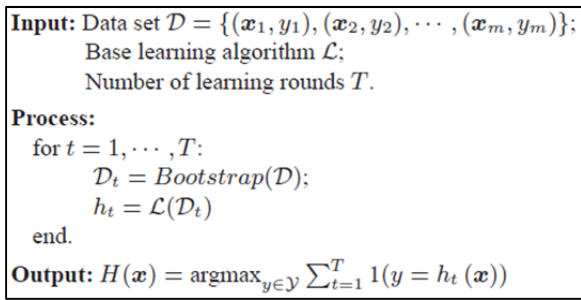 Input: Data set 𝒟 = {(𝒙₁, y₁), (𝒙₂, y₂), ⋯ , (𝒙ₘ, yₘ)};
Base learning algorithm ℒ;
Number of learning rounds T.
Process:
for t = 1, ⋯ , T:
𝒟ₜ = Bootstrap(𝒟);
hₜ = ℒ(𝒟ₜ)
end.
Output: H(𝒙) = argmax_{y∈𝒴} ∑_{t=1}^{T} 1(y = hₜ (𝒙))